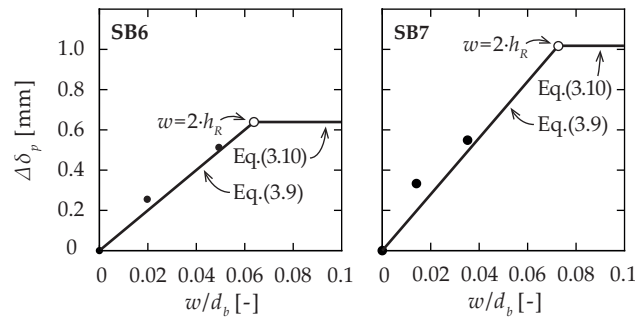 SB6
SB7
1.0
0.8
0.6
0.4
0.2
0
Δδₚ [mm]
w=2·h_R
Eq.(3.10)
Eq.(3.9)
w=2·h_R
Eq.(3.10)
Eq.(3.9)
0 0.02 0.04 0.06 0.08 0.1
0 0.02 0.04 0.06 0.08 0.1
w/d_b [-]
w/d_b [-]